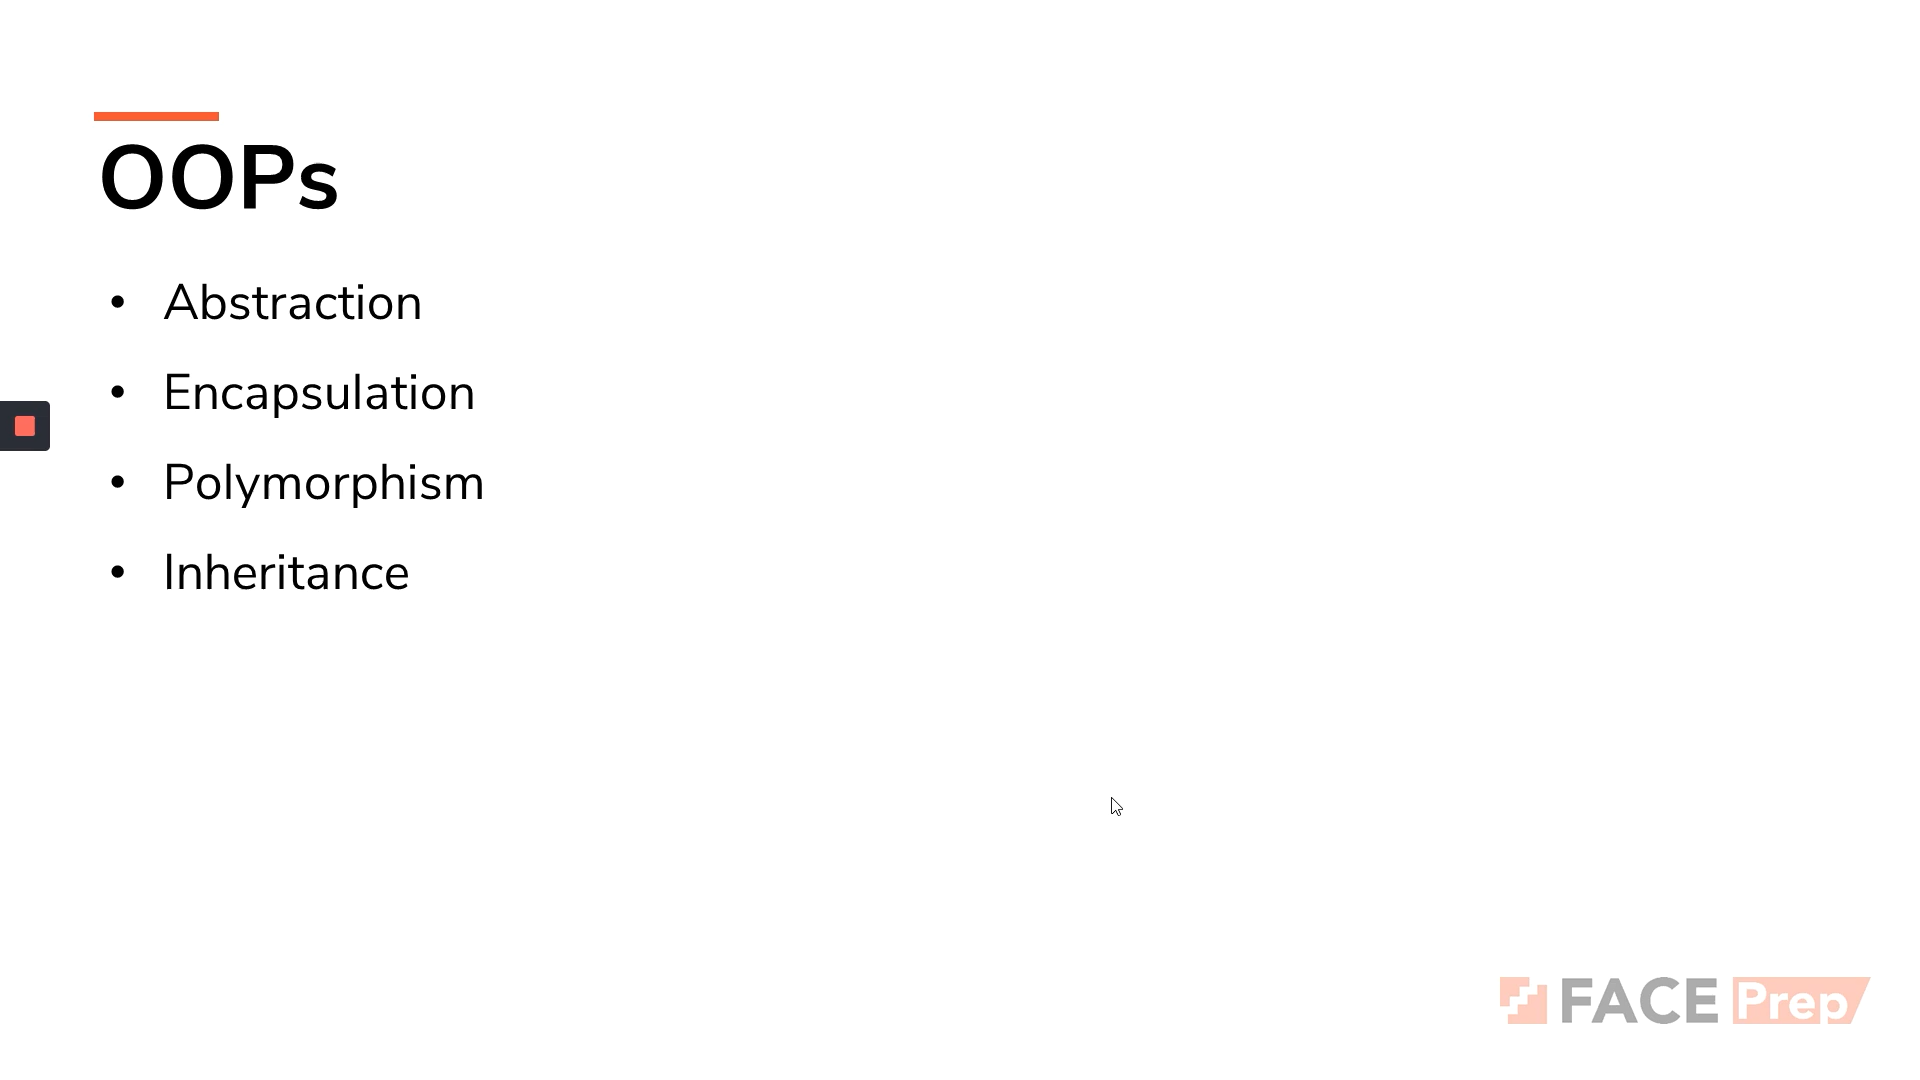 OOPs
• Abstraction
• Encapsulation
• Polymorphism
• Inheritance
FACE Prep